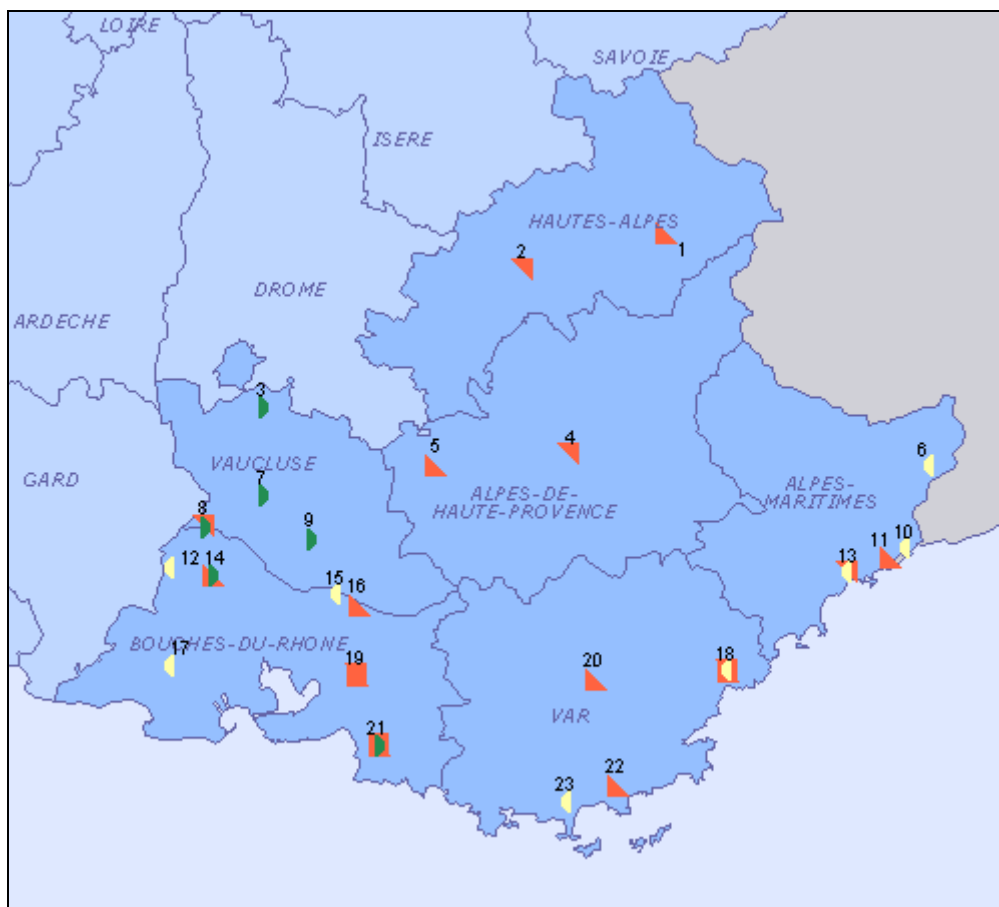 LOIRE
SAVOIE
ISERE
HAUTES-ALPES
2
1
DROME
ARDECHE
3
5
4
6
VAUCLUSE
GARD
7
ALPES-
MARITIMES
ALPES-DE-
HAUTE-PROVENCE
8
9
10
11
12
14
13
15
16
BOUCHES-DU-RHONE
17
19
20
18
VAR
21
22
23